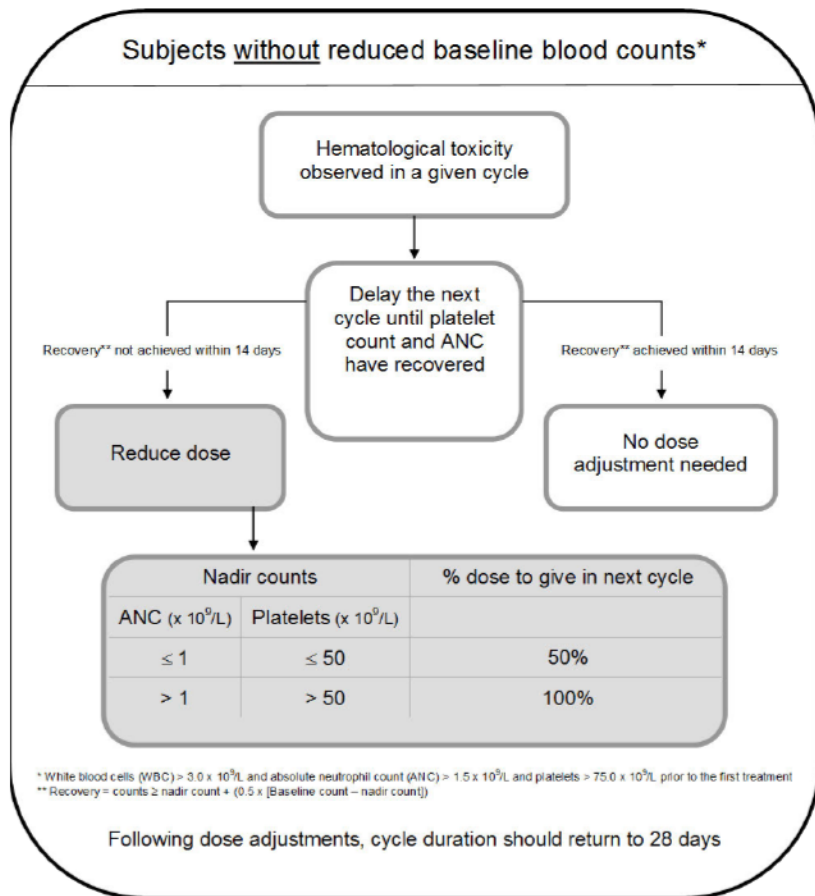 Subjects without reduced baseline blood counts*
Hematological toxicity
observed in a given cycle
Delay the next
cycle until platelet
count and ANC
have recovered
Recovery** not achieved within 14 days
Recovery** achieved within 14 days
Reduce dose
No dose
adjustment needed
Nadir counts % dose to give in next cycle
ANC (x 10⁹/L) Platelets (x 10⁹/L)
≤ 1 ≤ 50 50%
> 1 > 50 100%
* White blood cells (WBC) > 3.0 x 10⁹/L and absolute neutrophil count (ANC) > 1.5 x 10⁹/L and platelets > 75.0 x 10⁹/L prior to the first treatment
** Recovery = counts ≥ nadir count + (0.5 x [Baseline count – nadir count])
Following dose adjustments, cycle duration should return to 28 days